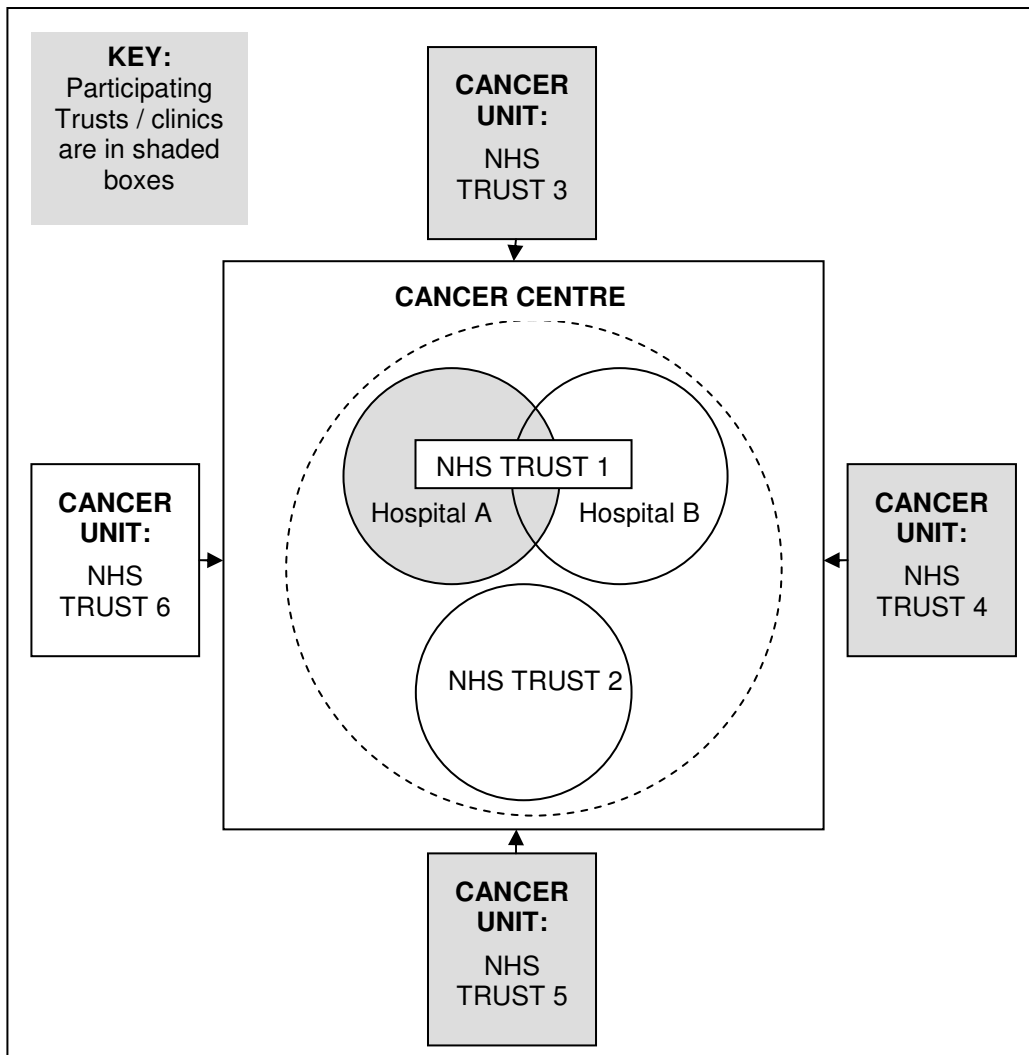 KEY:
Participating
Trusts / clinics
are in shaded
boxes
CANCER
UNIT:
NHS
TRUST 3
CANCER CENTRE
NHS TRUST 1
Hospital A
Hospital B
NHS TRUST 2
CANCER
UNIT:
NHS
TRUST 6
CANCER
UNIT:
NHS
TRUST 4
CANCER
UNIT:
NHS
TRUST 5